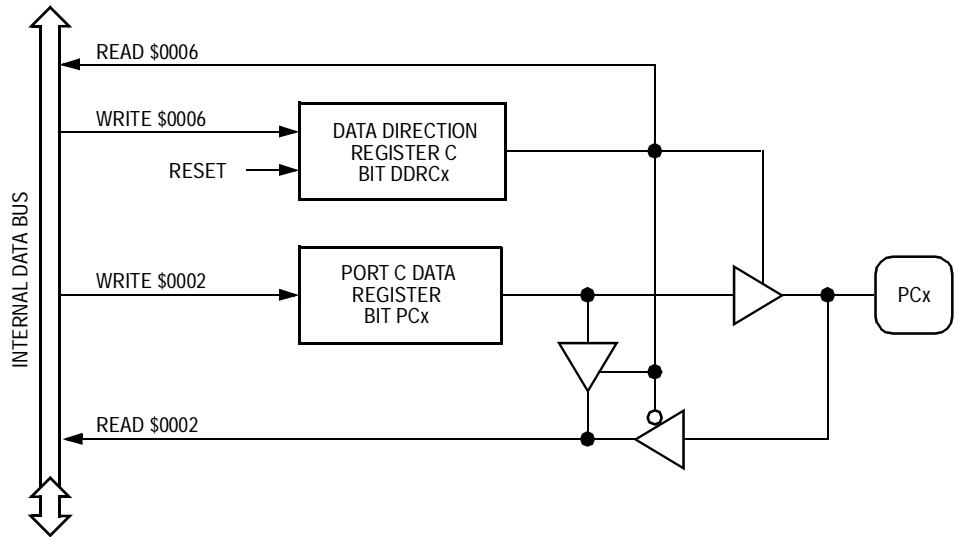 READ $0006
WRITE $0006
DATA DIRECTION
REGISTER C
BIT DDRCx
RESET
INTERNAL DATA BUS
WRITE $0002
PORT C DATA
REGISTER
BIT PCx
PCx
READ $0002